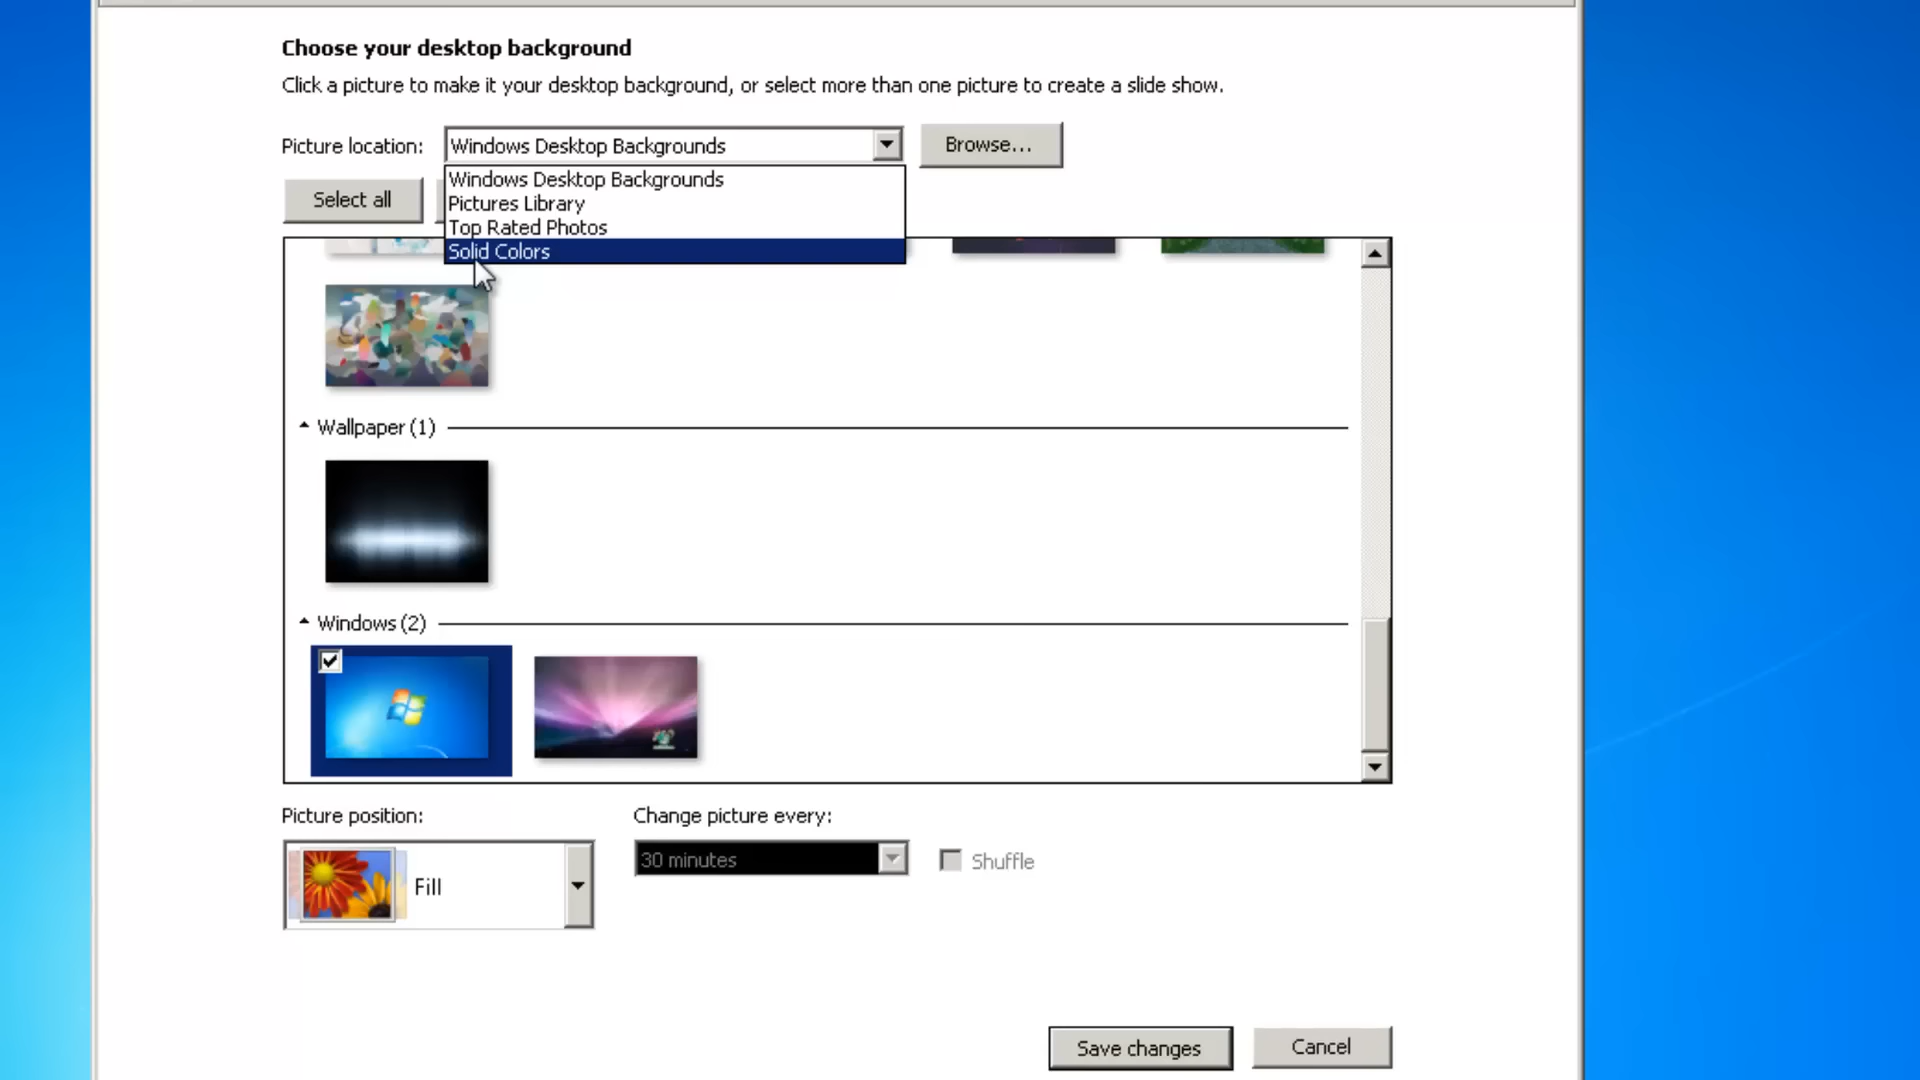 Choose your desktop background
Click a picture to make it your desktop background, or select more than one picture to create a slide show.
Picture location: Windows Desktop Backgrounds Browse...
Windows Desktop Backgrounds
Select all Pictures Library
Top Rated Photos
Solid Colors
Wallpaper (1)
Windows (2)
Picture position: Change picture every:
Fill 30 minutes Shuffle
Save changes Cancel